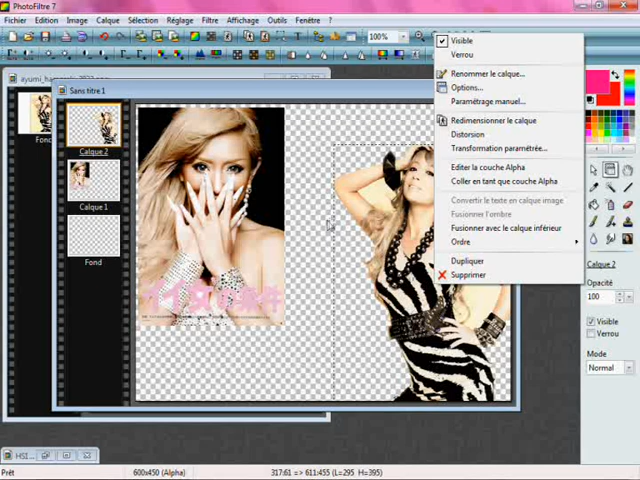 PhotoFiltre 7
Fichier Edition Image Calque Sélection Réglage Filtre Affichage Outils Fenêtre ?
100%
Sans titre 1
Fond
Calque 2
Calque 1
Fond
Visible
Verrou
Renommer le calque...
Options...
Paramétrage manuel...
Redimensionner le calque
Distorsion
Transformation paramétrée...
Editer la couche Alpha
Coller en tant que couche Alpha
Convertir le texte en calque image
Fusionner l'ombre
Fusionner avec le calque inférieur
Ordre
Dupliquer
Supprimer
Calque 2
Opacité
100
Visible
Verrou
Mode
Normal
HSI...
Prêt
600x450 (Alpha)
317:61 => 611:455 (L=295 H=395)